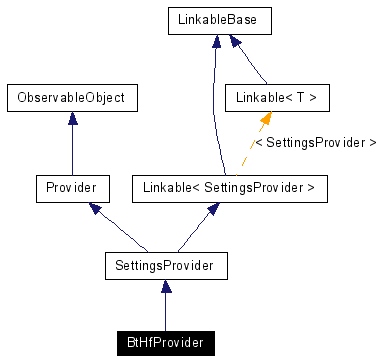 LinkableBase
ObservableObject
Linkable< T >
< SettingsProvider >
Provider
Linkable< SettingsProvider >
SettingsProvider
BtHfProvider